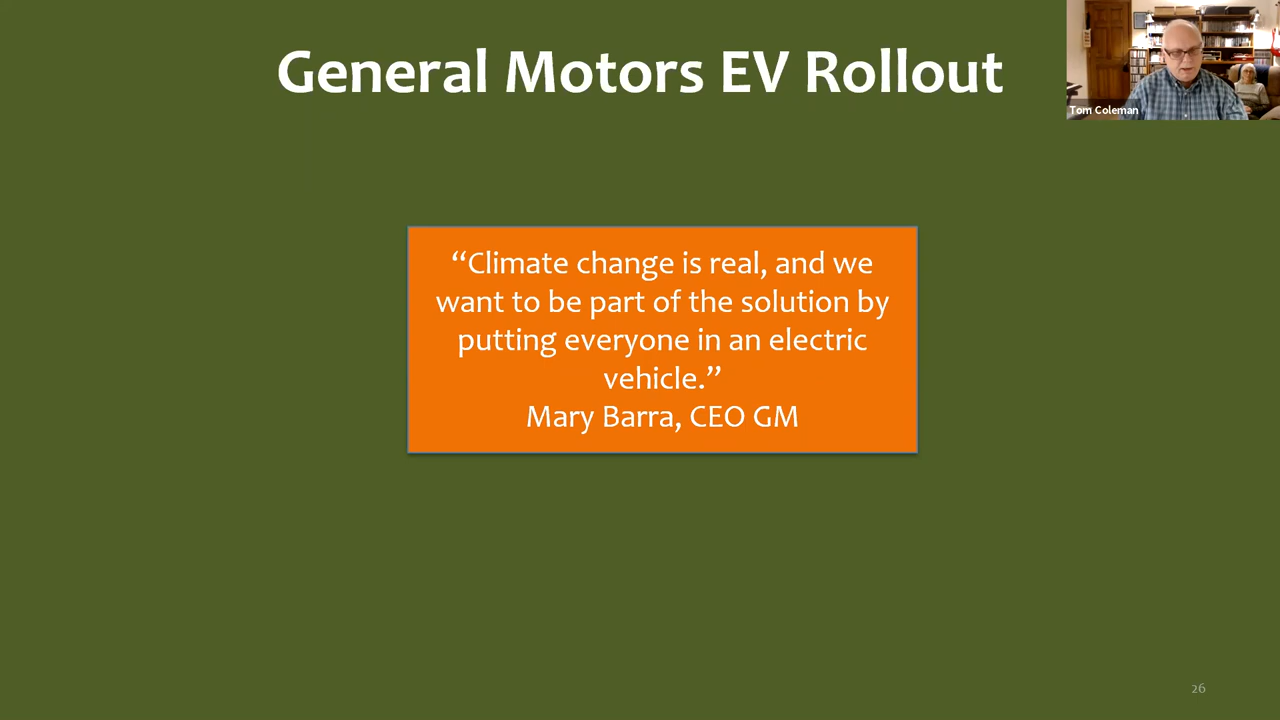 General Motors EV Rollout
Tom Coleman
“Climate change is real, and we
want to be part of the solution by
putting everyone in an electric
vehicle.”
Mary Barra, CEO GM
26